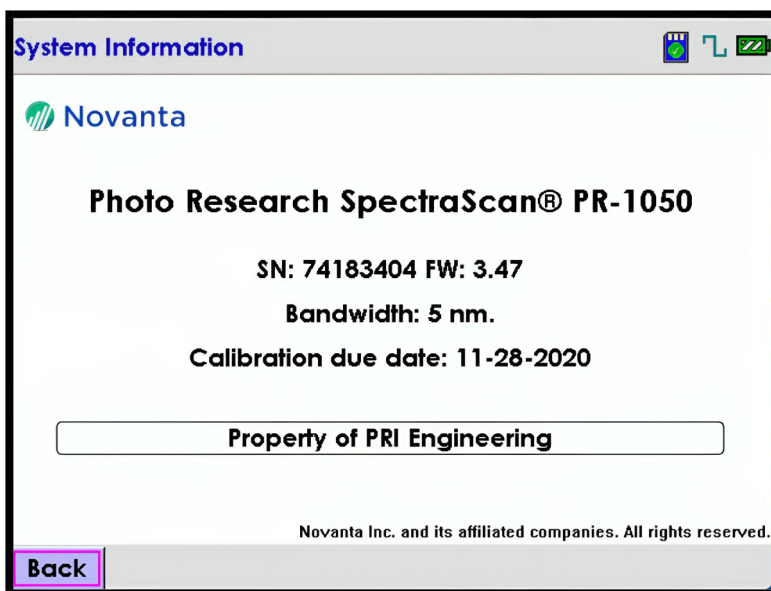 System Information
Novanta
Photo Research SpectraScan® PR-1050
SN: 74183404 FW: 3.47
Bandwidth: 5 nm.
Calibration due date: 11-28-2020
Property of PRI Engineering
Novanta Inc. and its affiliated companies. All rights reserved.
Back